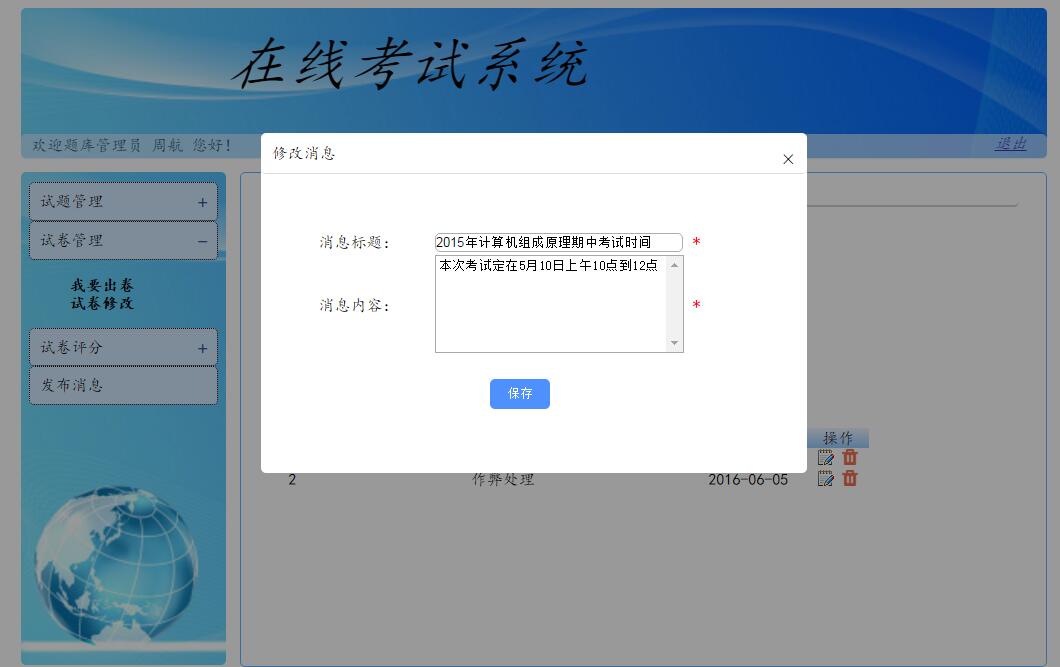 在线考试系统
欢迎题库管理员 周航 您好!
退出
试题管理 +
试卷管理 −
我要出卷
试卷修改
试卷评分 +
发布消息
修改消息 ×
消息标题: 2015年计算机组成原理期中考试时间 *
消息内容: 本次考试定在5月10日上午10点到12点 *
保存
操作
2 作弊处理 2016-06-05